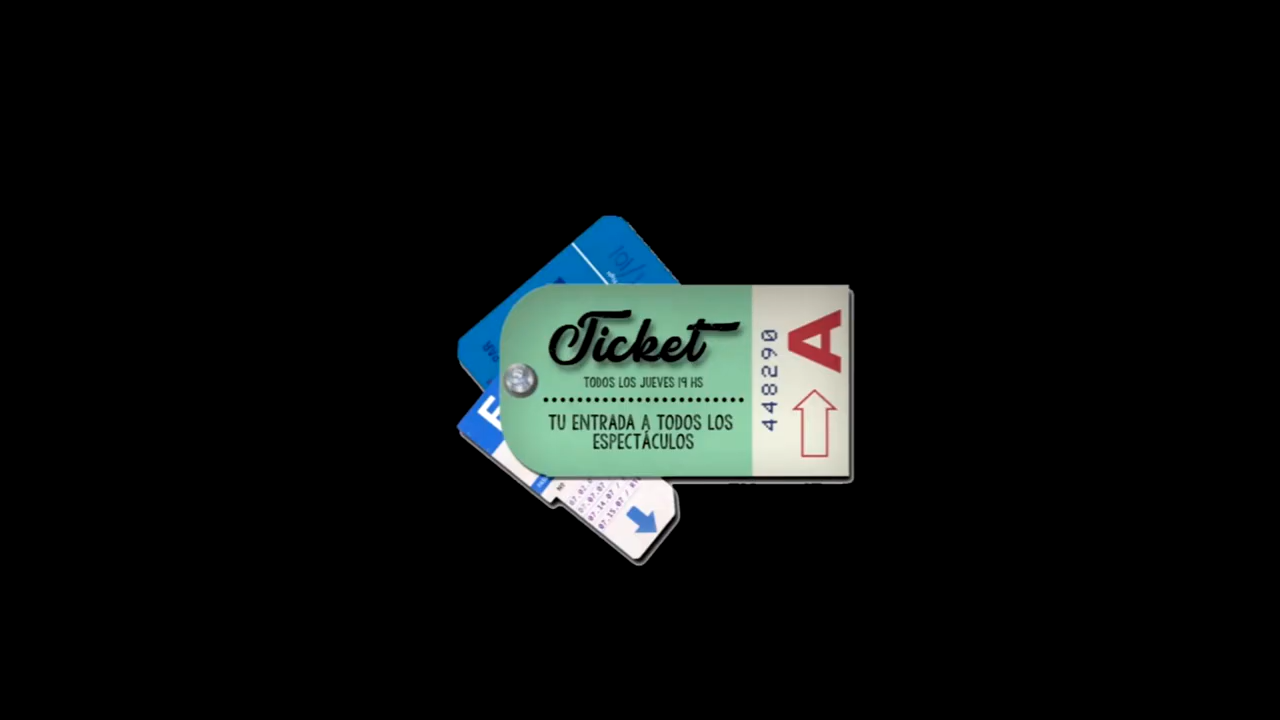 Ticket
TODOS LOS JUEVES 19 HS
TU ENTRADA A TODOS LOS
ESPECTÁCULOS
448290
A